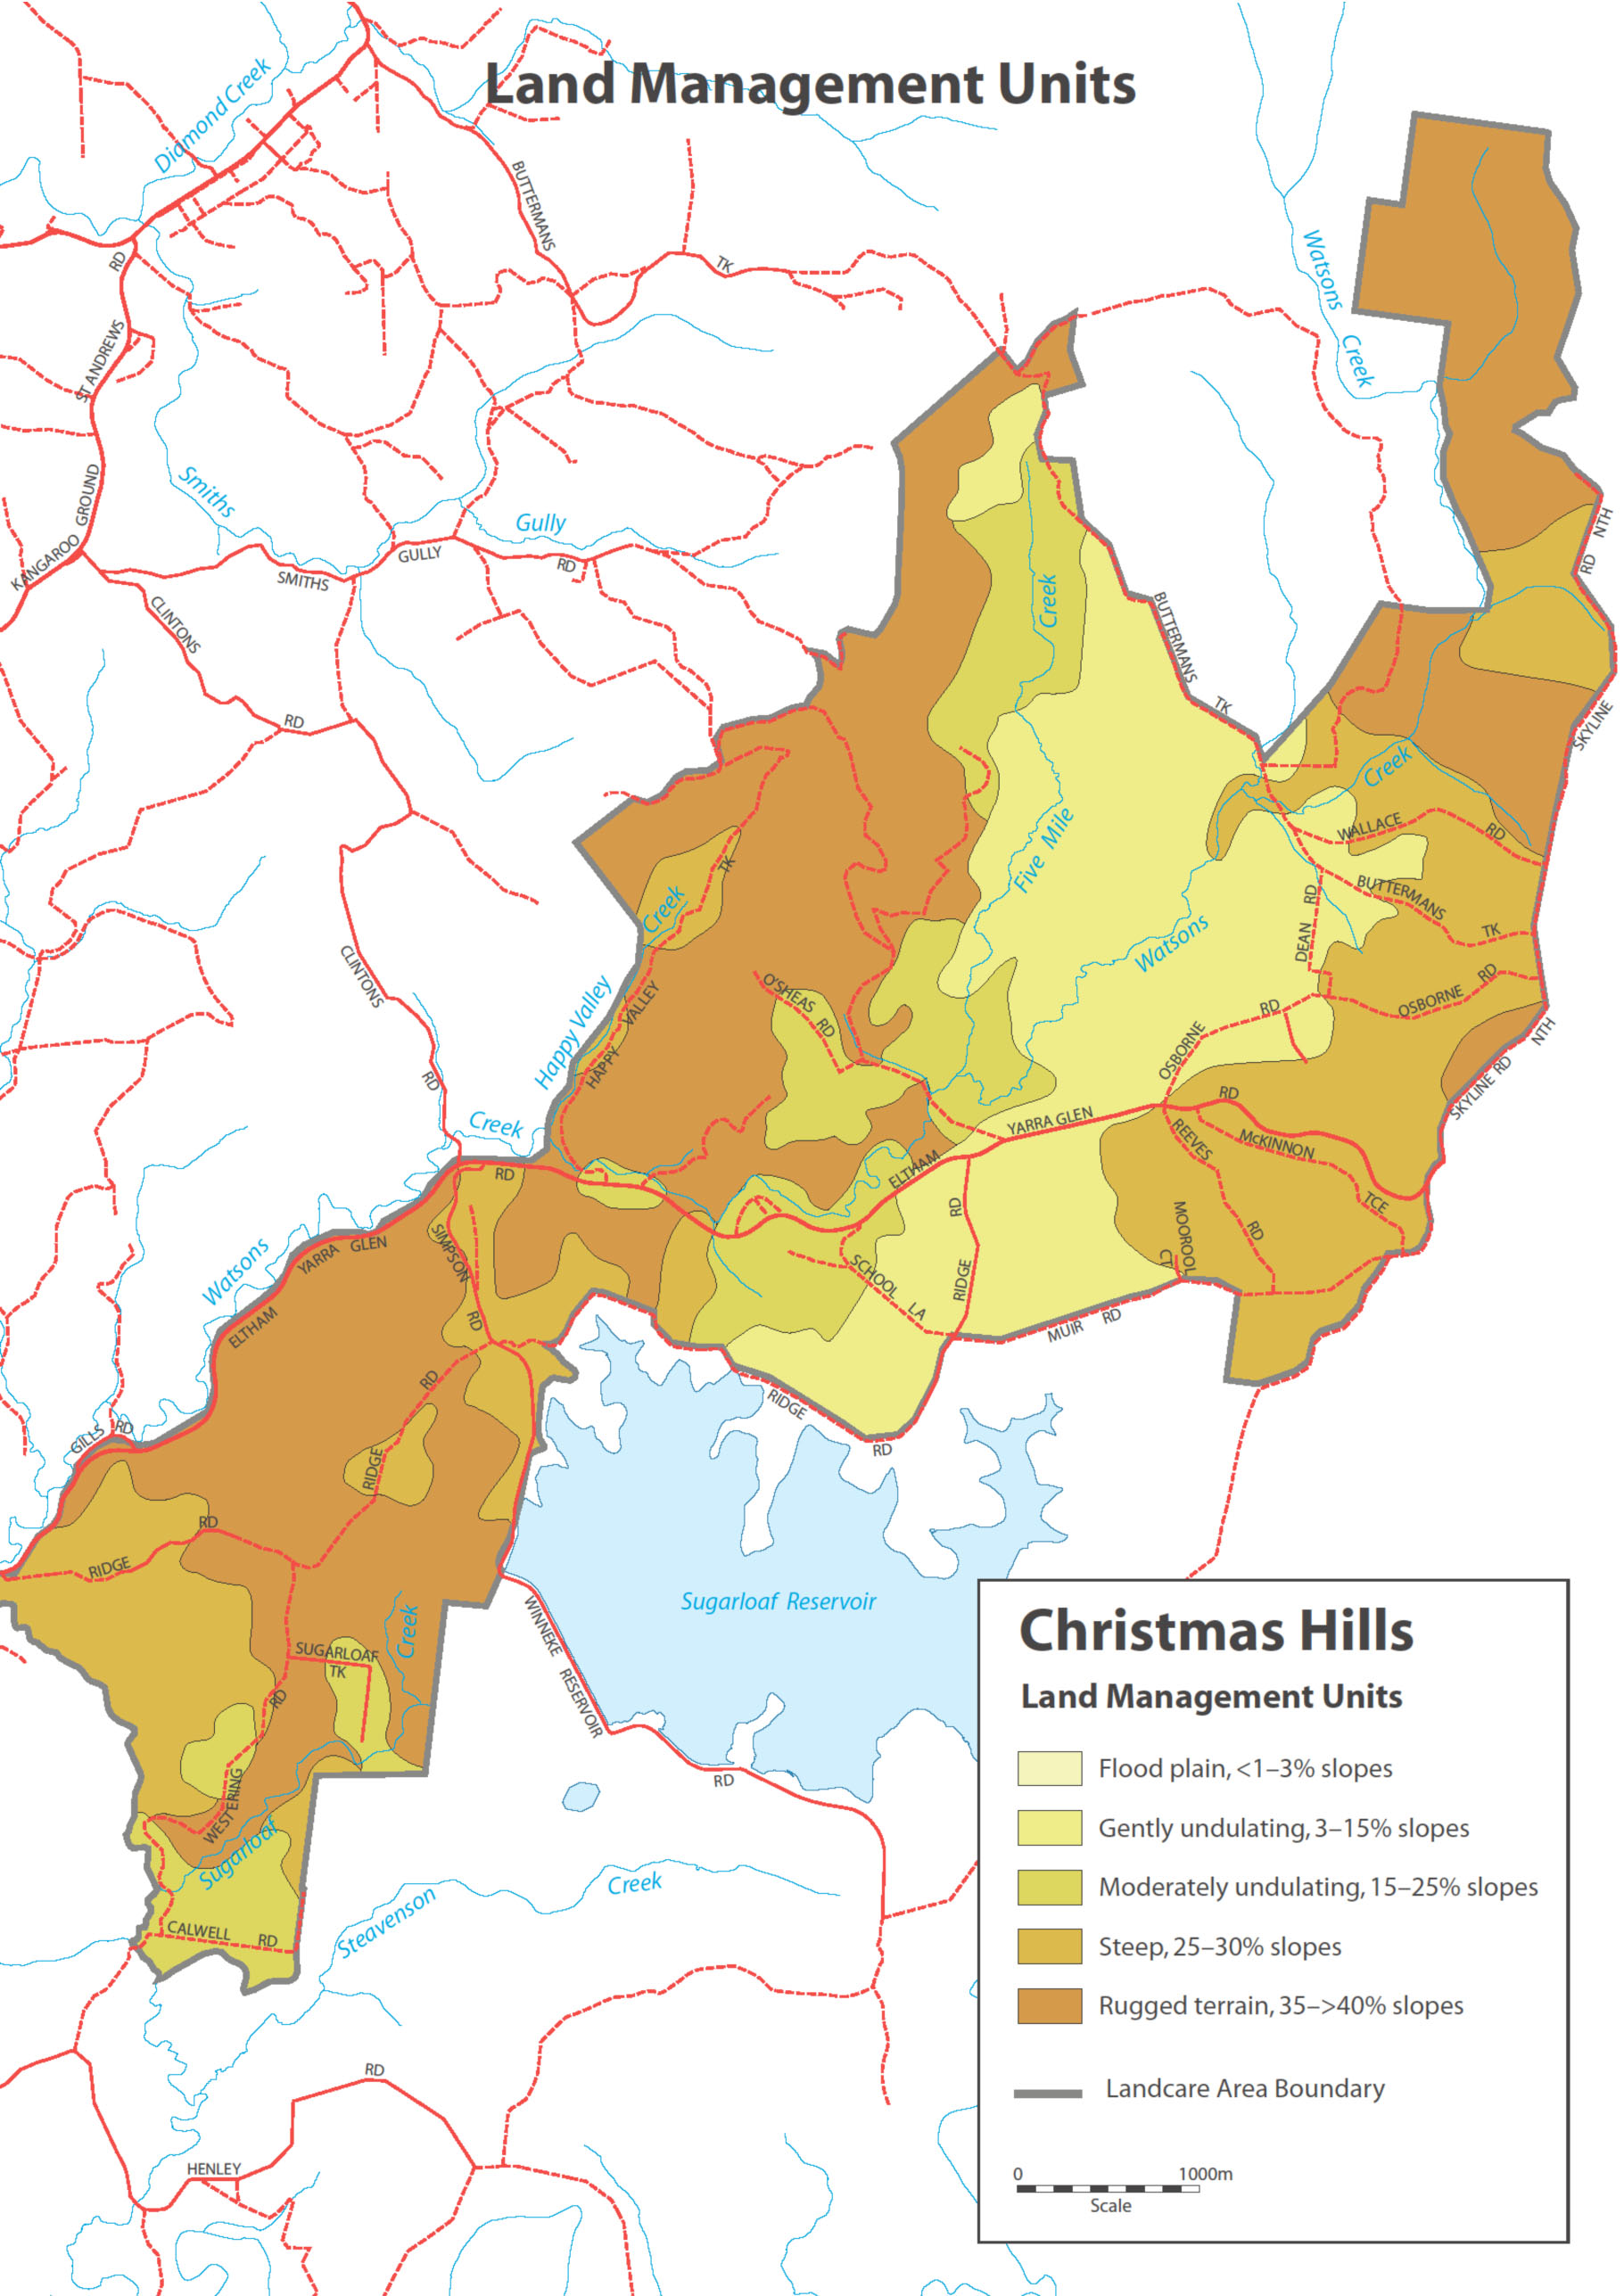 Land Management Units
Diamond Creek
BUTTERMANS
TK
RD
ST ANDREWS
Watsons
Creek
Smiths
Gully
GROUND
KANGAROO
GULLY
SMITHS
RD
CLINTONS
RD
Creek
BUTTERMANS
TK
NTH
RD
SKYLINE
Creek
WALLACE
RD
BUTTERMANS
TK
DEAN RD
Five Mile
Watsons
TK
Creek
CLINTONS
RD
Happy Valley
HAPPY VALLEY
O'SHEAS RD
OSBORNE RD
OSBORNE RD
SKYLINE RD NTH
Creek
RD
YARRA GLEN
ELTHAM
RD
REEVES
RD
McKINNON
TCE
MOOROOL
CT
Watsons
YARRA GLEN
ELTHAM
SIMPSON
RD
SCHOOL LA
RIDGE
RD
MUIR RD
RIDGE
RD
GILLS RD
RIDGE
RD
RIDGE
RD
Sugarloaf Reservoir
WINNEKE RESERVOIR
RD
SUGARLOAF
TK
Creek
RD
WESTERING
Sugarloaf
CALWELL RD
Steavenson
Creek
RD
HENLEY
Christmas Hills
Land Management Units
Flood plain, <1–3% slopes
Gently undulating, 3–15% slopes
Moderately undulating, 15–25% slopes
Steep, 25–30% slopes
Rugged terrain, 35–>40% slopes
Landcare Area Boundary
0 1000m
Scale